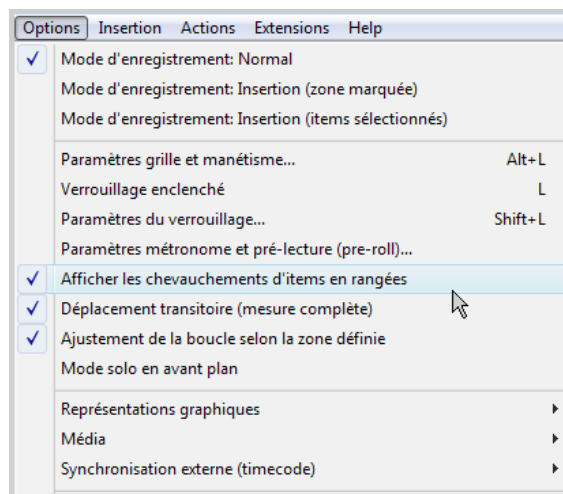 Options Insertion Actions Extensions Help
Mode d'enregistrement: Normal
Mode d'enregistrement: Insertion (zone marquée)
Mode d'enregistrement: Insertion (items sélectionnés)
Paramètres grille et manétisme... Alt+L
Verrouillage enclenché L
Paramètres du verrouillage... Shift+L
Paramètres métronome et pré-lecture (pre-roll)...
Afficher les chevauchements d'items en rangées
Déplacement transitoire (mesure complète)
Ajustement de la boucle selon la zone définie
Mode solo en avant plan
Représentations graphiques
Média
Synchronisation externe (timecode)